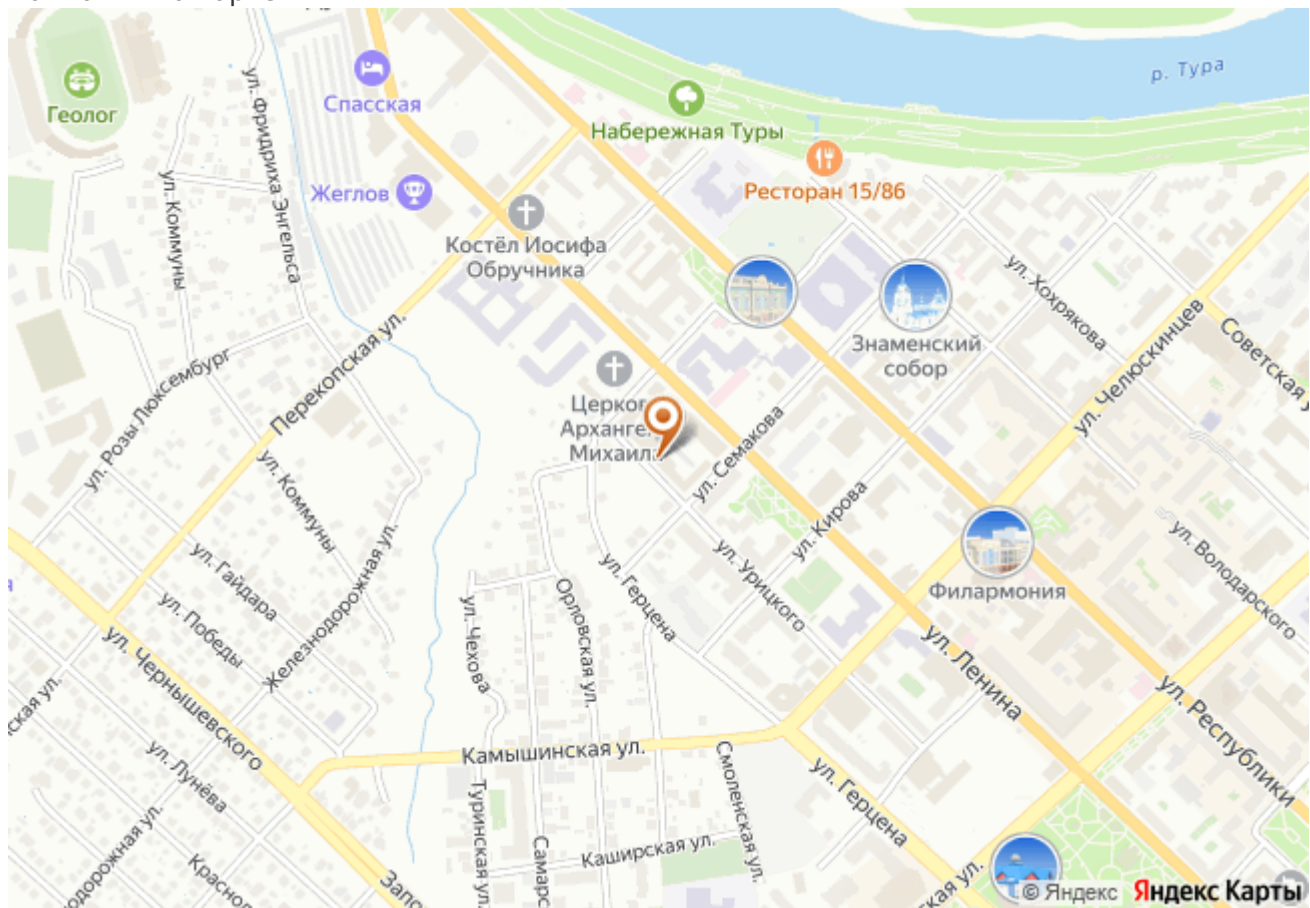 р. Тура
Геолог
Спасская
Набережная Туры
ул. Фридриха Энгельса
Жеглов
Ресторан 15/86
ул. Коммуны
Костёл Иосифа
Обручника
ул. Хохрякова
Знаменский
собор
ул. Челюскинцев
Советская
Перекопская ул.
ул. Розы Люксембург
Архангел
Михаила
ул. Семакова
ул. Кирова
ул. Коммуны
ул. Володарского
Филармония
ул. Гайдара
ул. Победы
Железнодорожная ул.
ул. Чехова
Орловская ул.
ул. Герцена
ул. Урицкого
ул. Ленина
ул. Республики
ул. Чернышевского
Камышинская ул.
ул. Лунёва
Туринская ул.
Смоленская ул.
ул. Герцена
Каширская ул.
© Яндекс Яндекс Карты